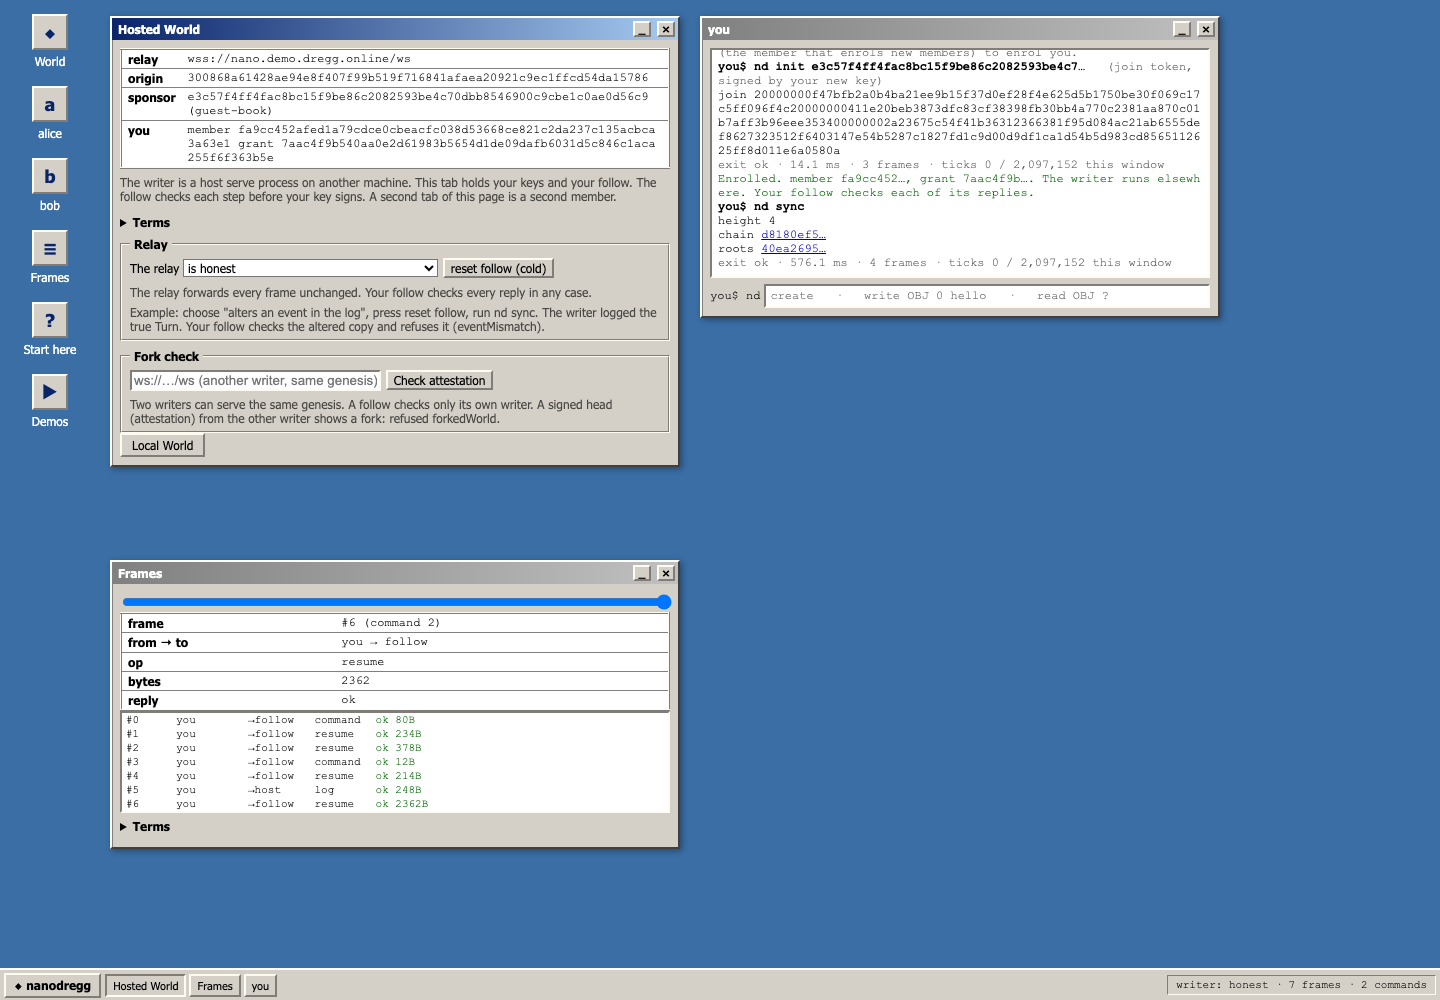 World
alice
bob
Frames
Start here
Demos
Hosted World
relay wss://nano.demo.dregg.online/ws
origin 300868a61428ae94e8f407f99b519f716841afaea20921c9ec1ffcd54da15786
sponsor e3c57f4ff4fac8bc15f9be86c2082593be4c70dbb8546900c9cbe1c0ae0d56c9
(guest-book)
you member fa9cc452afed1a79cdce0cbeacfc038d53668ce821c2da237c135acbca
3a63e1 grant 7aac4f9b540aa0e2d61983b5654d1de09dafb6031d5c846c1aca
255f6f363b5e
The writer is a host serve process on another machine. This tab holds your keys and your follow. The
follow checks each step before your key signs. A second tab of this page is a second member.
▶ Terms
Relay
The relay is honest reset follow (cold)
The relay forwards every frame unchanged. Your follow checks every reply in any case.
Example: choose "alters an event in the log", press reset follow, run nd sync. The writer logged the
true Turn. Your follow checks the altered copy and refuses it (eventMismatch).
Fork check
ws://…/ws (another writer, same genesis) Check attestation
Two writers can serve the same genesis. A follow checks only its own writer. A signed head
(attestation) from the other writer shows a fork: refused forkedWorld.
Local World
you
(the member that enrols new members) to enrol you.
you$ nd init e3c57f4ff4fac8bc15f9be86c2082593be4c7… (join token,
signed by your new key)
join 20000000f47bfb2a0b4ba21ee9b15f37d0ef28f4e625d5b1750be30f069c17
c5ff096f4c20000000411e20beb3873dfc83cf38398fb30bb4a770c2381aa870c01
b7aff3b96eee353400002a23675c54f41b36312366381f95d084ac21ab6555de
f8627323512f6403147e54b5287c1827fd1c9d00d9df1ca1d54b5d983cd85651126
25ff8d011e6a0580a
exit ok · 14.1 ms · 3 frames · ticks 0 / 2,097,152 this window
Enrolled. member fa9cc452…, grant 7aac4f9b…. The writer runs elsewh
ere. Your follow checks each of its replies.
you$ nd sync
height 4
chain d8180ef5…
roots 40ea2695…
exit ok · 576.1 ms · 4 frames · ticks 0 / 2,097,152 this window
you$ nd create · write OBJ 0 hello · read OBJ ?
Frames
frame #6 (command 2)
from → to you → follow
op resume
bytes 2362
reply ok
#0 you →follow command ok 80B
#1 you →follow resume ok 234B
#2 you →follow resume ok 378B
#3 you →follow command ok 12B
#4 you →follow resume ok 214B
#5 you →host log ok 248B
#6 you →follow resume ok 2362B
▶ Terms
◆ nanodregg Hosted World Frames you writer: honest · 7 frames · 2 commands